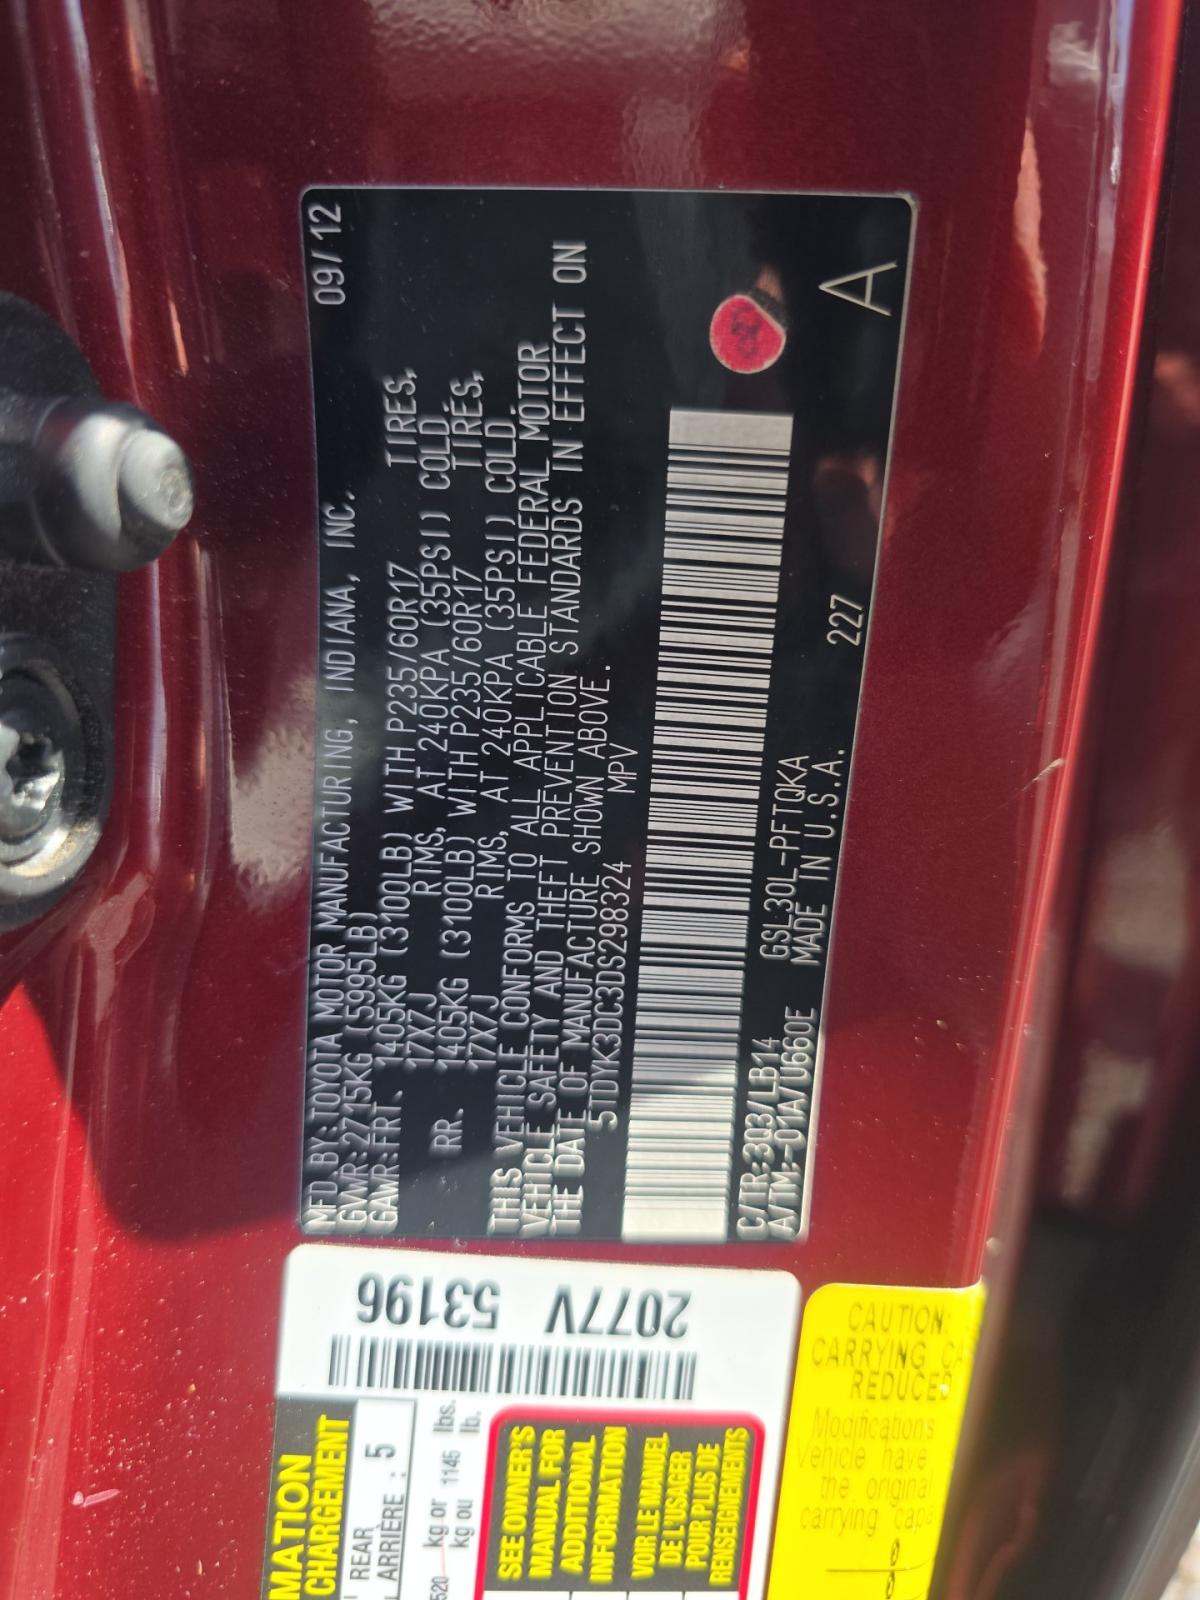 MFD.BY:TOYOTA MOTOR MANUFACTURING, INDIANA, INC. 09/12
GVWR:2715KG(5995LB)
GAWR:FRT. 1405KG (3100LB) WITH P235/60R17 TIRES,
17X7J RIMS, AT 240KPA (35PSI) COLD.
RR. 1405KG (3100LB) WITH P235/60R17 TIRES,
17X7J RIMS, AT 240KPA (35PSI) COLD.
THIS VEHICLE CONFORMS TO ALL APPLICABLE FEDERAL MOTOR
VEHICLE SAFETY AND THEFT PREVENTION STANDARDS IN EFFECT ON
THE DATE OF MANUFACTURE SHOWN ABOVE.
5TDYK3DC3DS298324 MPV
C/TR:3Q3/LB14 GSL30L-PFTQKA
A/TM:-01A/U660E MADE IN U.S.A. 227
A
2077V 53196
MATION
CHARGEMENT
REAR
ARRIÈRE : 5
520 kg or 1145 lbs.
kg ou lb.
SEE OWNER'S
MANUAL FOR
ADDITIONAL
INFORMATION
VOIR LE MANUEL
DE L'USAGER
POUR PLUS DE
RENSEIGNEMENTS
CAUTION:
CARRYING CA
REDUCED
Modifications
Vehicle have
the original
carrying capa